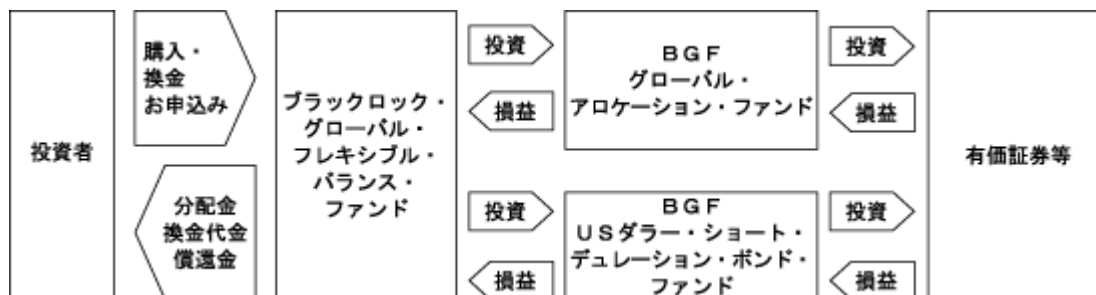 投資者
購入・
換金
お申込み
分配金
換金代金
償還金
ブラックロック・
グローバル・
フレキシブル・
バランス・
ファンド
投資
損益
投資
損益
ＢＧＦ
グローバル・
アロケーション・ファンド
ＢＧＦ
ＵＳダラー・ショート・
デュレーション・ボンド・
ファンド
投資
損益
投資
損益
有価証券等